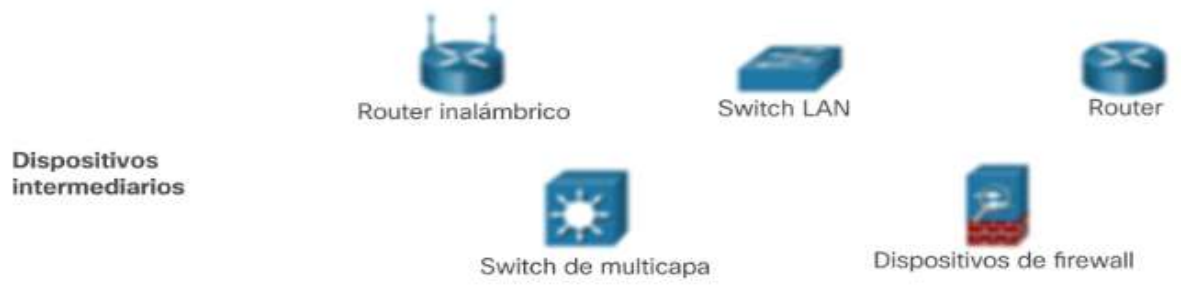 Router inalámbrico
Switch LAN
Router
Dispositivos
intermediarios
Switch de multicapa
Dispositivos de firewall